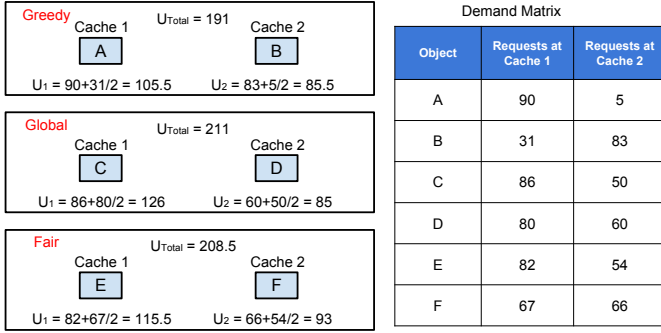 Greedy
UTotal = 191
Cache 1
Cache 2
A
B
U1 = 90+31/2 = 105.5
U2 = 83+5/2 = 85.5
Global
UTotal = 211
Cache 1
Cache 2
C
D
U1 = 86+80/2 = 126
U2 = 60+50/2 = 85
Fair
UTotal = 208.5
Cache 1
Cache 2
E
F
U1 = 82+67/2 = 115.5
U2 = 66+54/2 = 93
Demand Matrix
Object Requests at Cache 1 Requests at Cache 2
A 90 5
B 31 83
C 86 50
D 80 60
E 82 54
F 67 66